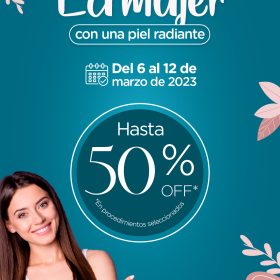 La mujer
con una piel radiante
Del 6 al 12 de
marzo de 2023
Hasta
50%
OFF*
*En procedimientos seleccionados